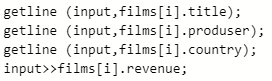 getline (input,films[i].title);
getline (input,films[i].produser);
getline (input,films[i].country);
input>>films[i].revenue;